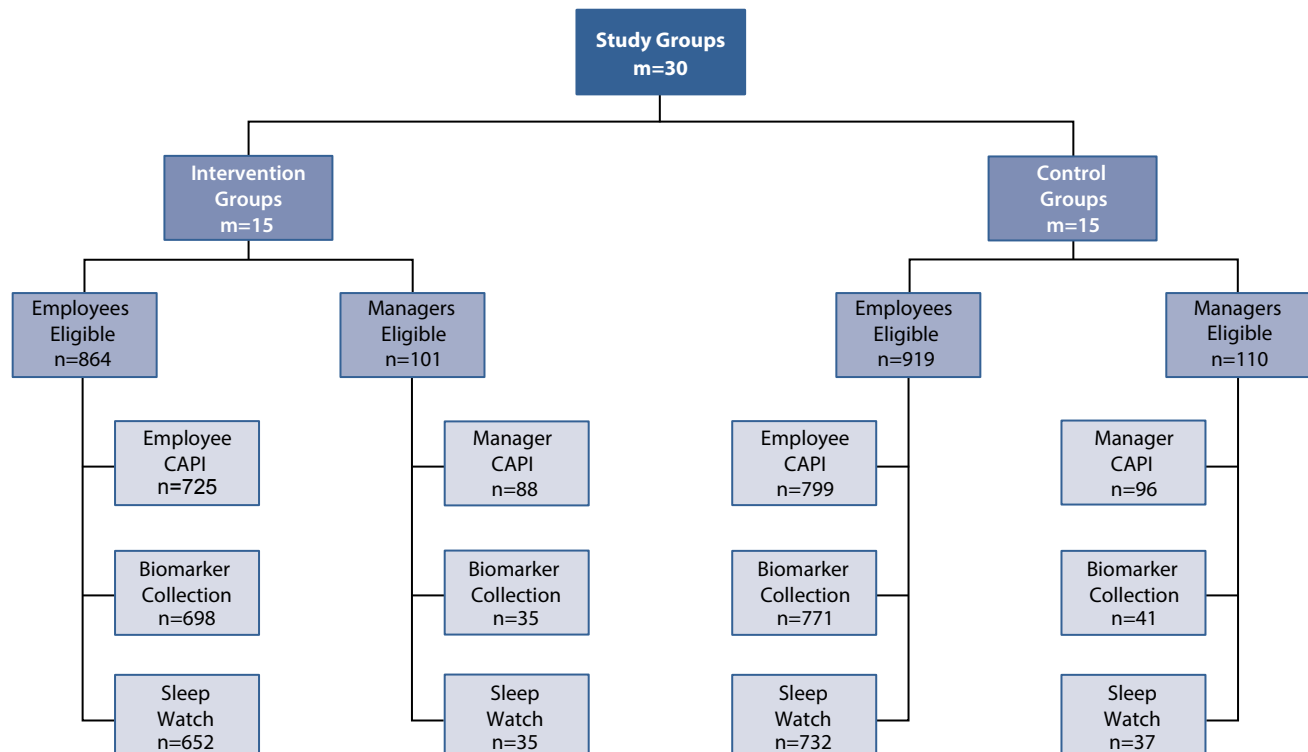 Study Groups
m=30
Intervention
Groups
m=15
Control
Groups
m=15
Employees
Eligible
n=864
Managers
Eligible
n=101
Employees
Eligible
n=919
Managers
Eligible
n=110
Employee
CAPI
n=725
Manager
CAPI
n=88
Employee
CAPI
n=799
Manager
CAPI
n=96
Biomarker
Collection
n=698
Biomarker
Collection
n=35
Biomarker
Collection
n=771
Biomarker
Collection
n=41
Sleep
Watch
n=652
Sleep
Watch
n=35
Sleep
Watch
n=732
Sleep
Watch
n=37